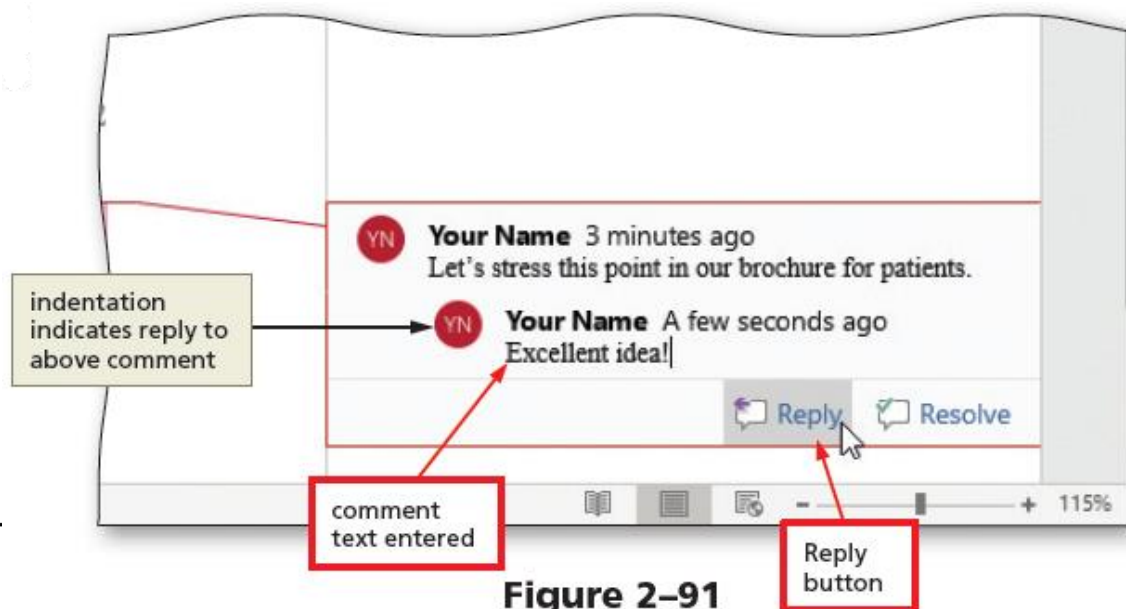 YN Your Name 3 minutes ago
Let's stress this point in our brochure for patients.
indentation
indicates reply to
above comment
YN Your Name A few seconds ago
Excellent idea!
Reply Resolve
comment
text entered
115%
Reply
button
Figure 2–91